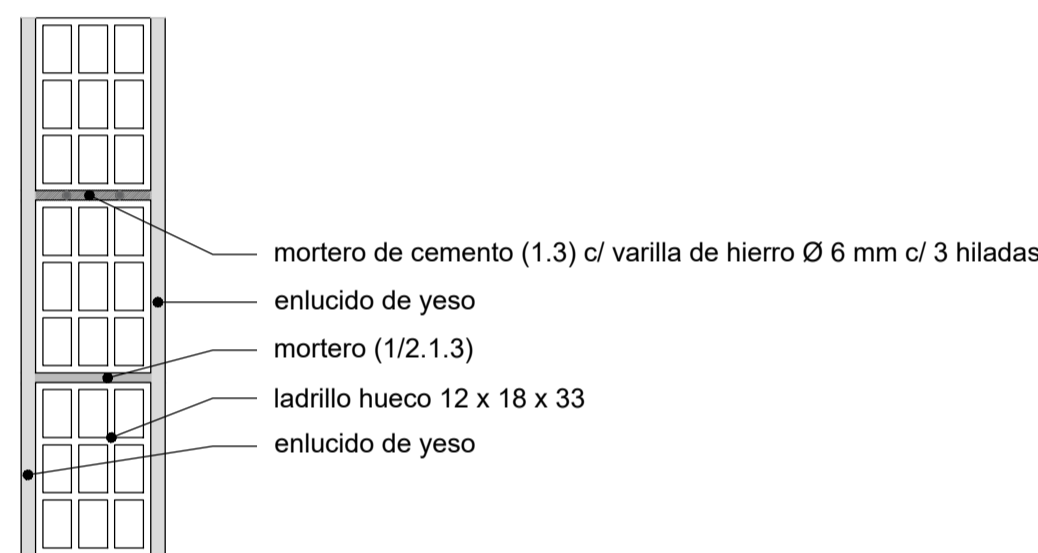 mortero de cemento (1.3) c/ varilla de hierro Ø 6 mm c/ 3 hiladas
enlucido de yeso
mortero (1/2.1.3)
ladrillo hueco 12 x 18 x 33
enlucido de yeso